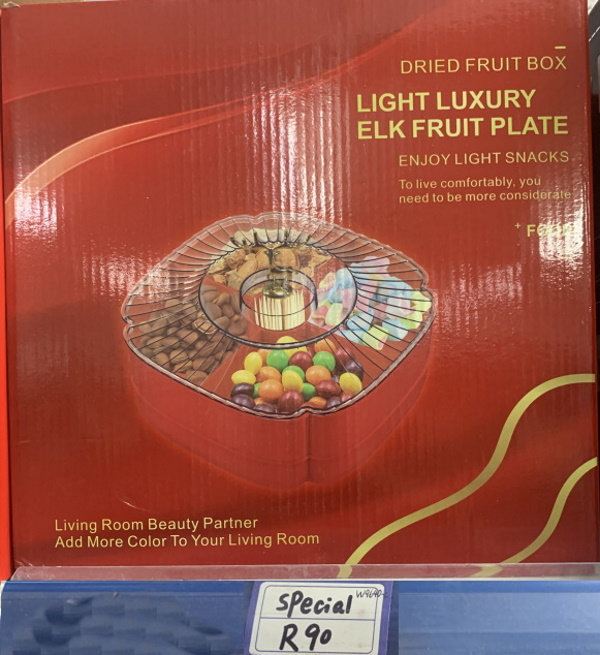 DRIED FRUIT BOX
LIGHT LUXURY
ELK FRUIT PLATE
ENJOY LIGHT SNACKS
To live comfortably, you
need to be more considerate
+
Living Room Beauty Partner
Add More Color To Your Living Room
SPecial
R90